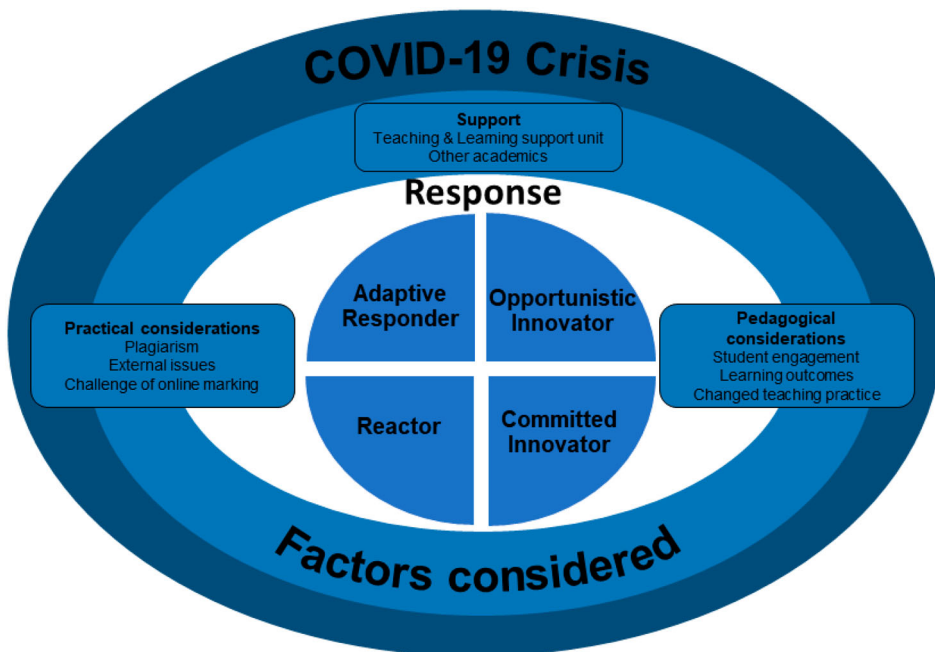 COVID-19 Crisis
Support
Teaching & Learning support unit
Other academics
Response
Adaptive
Responder
Opportunistic
Innovator
Practical considerations
Plagiarism
External issues
Challenge of online marking
Pedagogical
considerations
Student engagement
Learning outcomes
Changed teaching practice
Reactor
Committed
Innovator
Factors considered